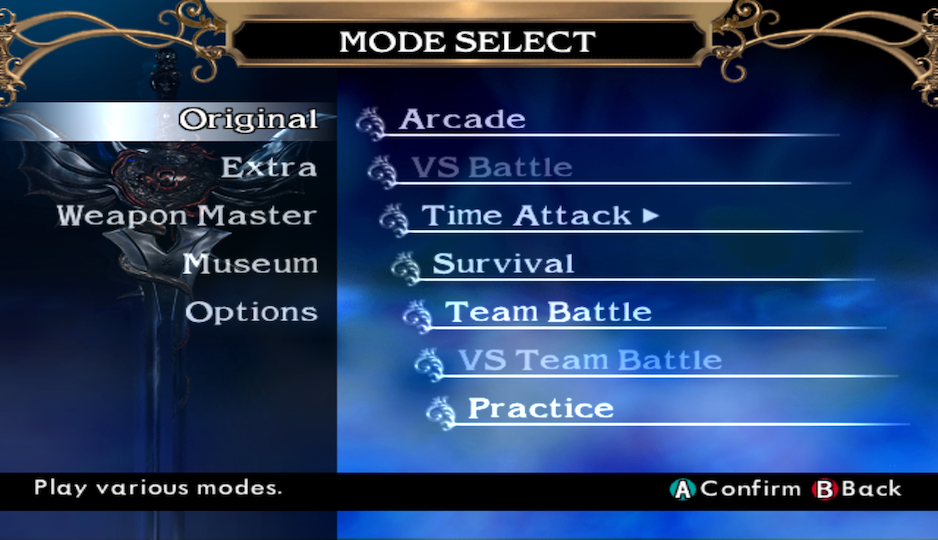 MODE SELECT
Original
Extra
Weapon Master
Museum
Options
Arcade
VS Battle
Time Attack ▶
Survival
Team Battle
VS Team Battle
Practice
Play various modes.
A Confirm B Back